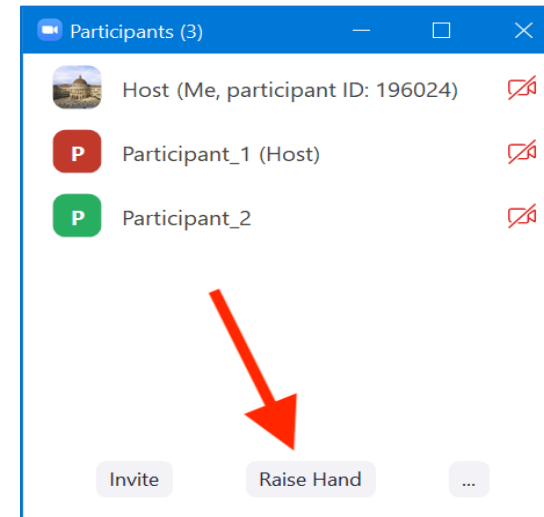 Participants (3)
Host (Me, participant ID: 196024)
P Participant_1 (Host)
P Participant_2
Invite Raise Hand ...